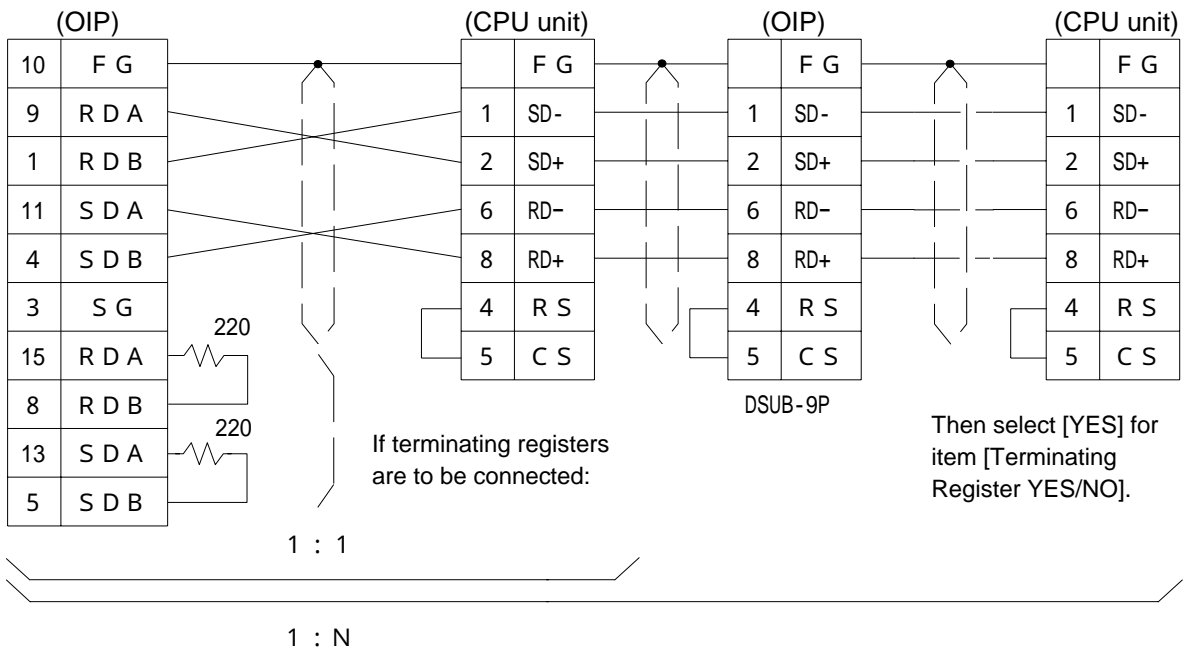 (OIP) (CPU unit) (OIP) (CPU unit)
10 F G F G F G F G
9 R D A 1 SD- 1 SD- 1 SD-
1 R D B 2 SD+ 2 SD+ 2 SD+
11 S D A 6 RD- 6 RD- 6 RD-
4 S D B 8 RD+ 8 RD+ 8 RD+
3 S G 4 R S 4 R S 4 R S
220
15 R D A 5 C S 5 C S 5 C S
8 R D B
DSUB-9P
220
13 S D A
5 S D B
If terminating registers
are to be connected:
Then select [YES] for
item [Terminating
Register YES/NO].
1 : 1
1 : N